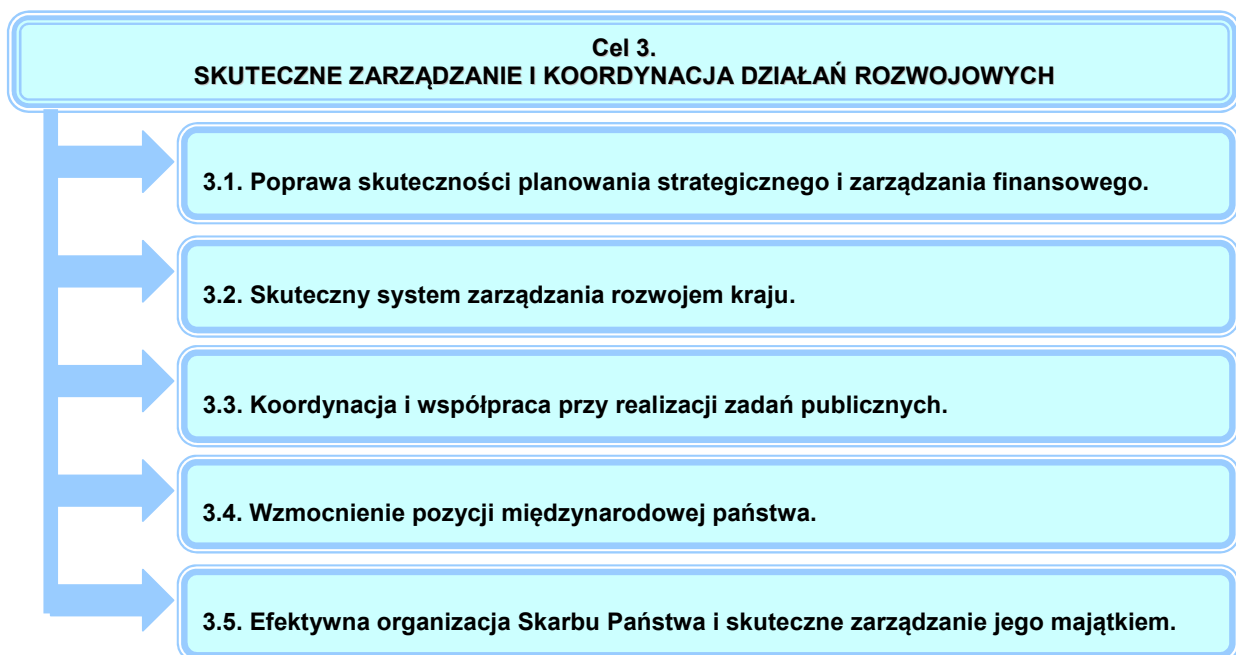 Cel 3.
SKUTECZNE ZARZĄDZANIE I KOORDYNACJA DZIAŁAŃ ROZWOJOWYCH
3.1. Poprawa skuteczności planowania strategicznego i zarządzania finansowego.
3.2. Skuteczny system zarządzania rozwojem kraju.
3.3. Koordynacja i współpraca przy realizacji zadań publicznych.
3.4. Wzmocnienie pozycji międzynarodowej państwa.
3.5. Efektywna organizacja Skarbu Państwa i skuteczne zarządzanie jego majątkiem.